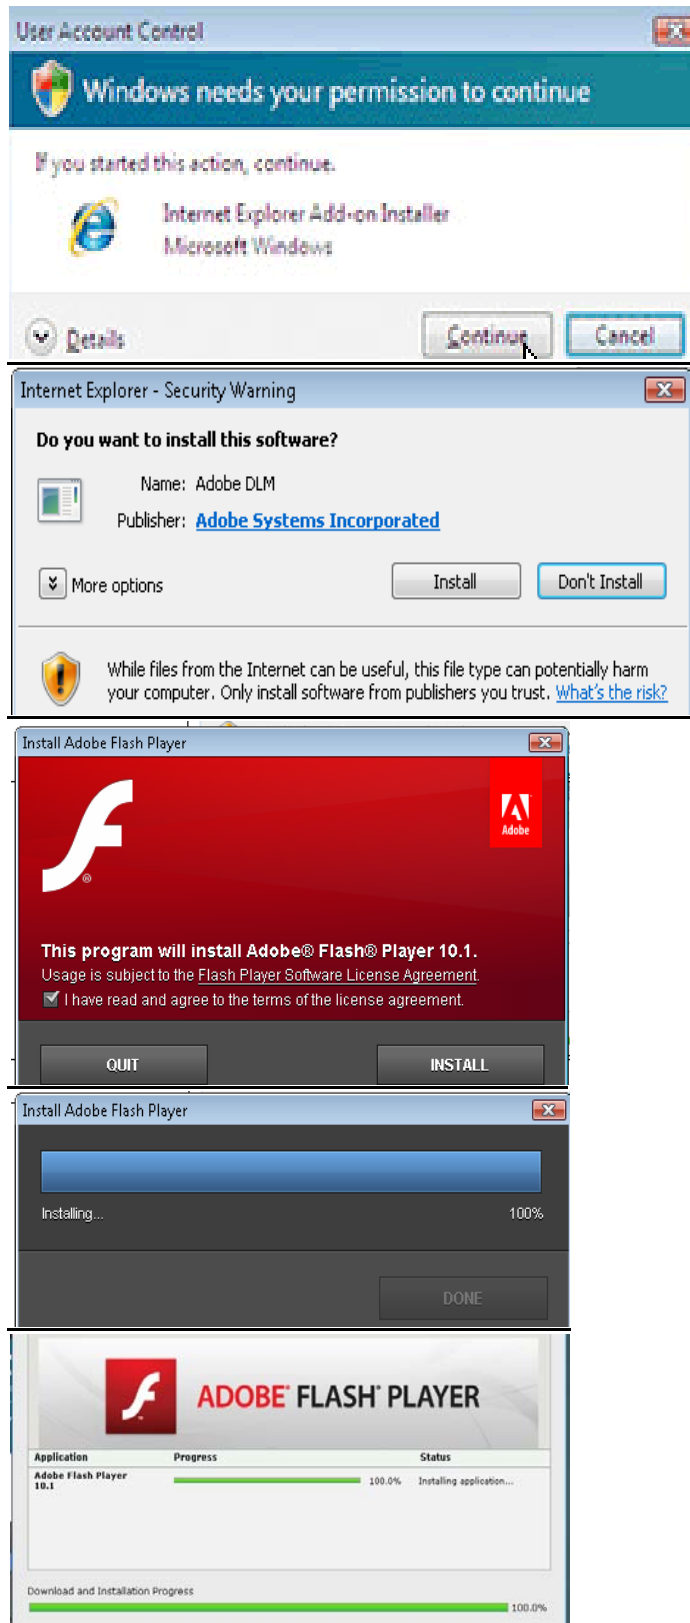 User Account Control
Windows needs your permission to continue
If you started this action, continue.
Internet Explorer Add-on Installer
Microsoft Windows
Details
Continue
Cancel
Internet Explorer - Security Warning
Do you want to install this software?
Name: Adobe DLM
Publisher: Adobe Systems Incorporated
More options
Install
Don't Install
While files from the Internet can be useful, this file type can potentially harm
your computer. Only install software from publishers you trust. What's the risk?
Install Adobe Flash Player
Adobe
This program will install Adobe® Flash® Player 10.1.
Usage is subject to the Flash Player Software License Agreement.
I have read and agree to the terms of the license agreement.
QUIT
INSTALL
Install Adobe Flash Player
Installing...
100%
DONE
ADOBE® FLASH® PLAYER
Application Progress Status
Adobe Flash Player
10.1
100.0% Installing application...
Download and Installation Progress
100.0%